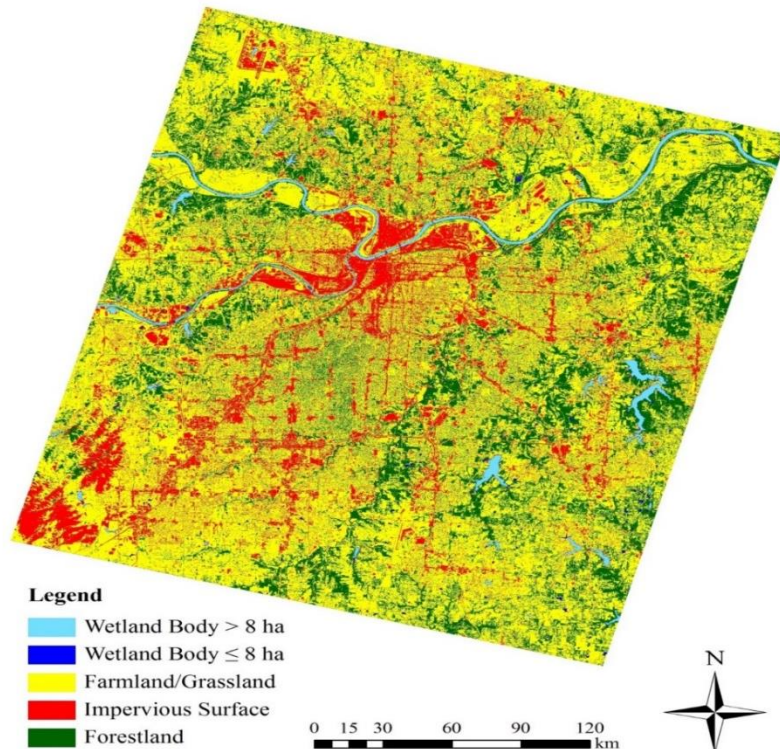 Legend
Wetland Body > 8 ha
Wetland Body ≤ 8 ha
Farmland/Grassland
Impervious Surface
Forestland
N
0 15 30 60 90 120
km